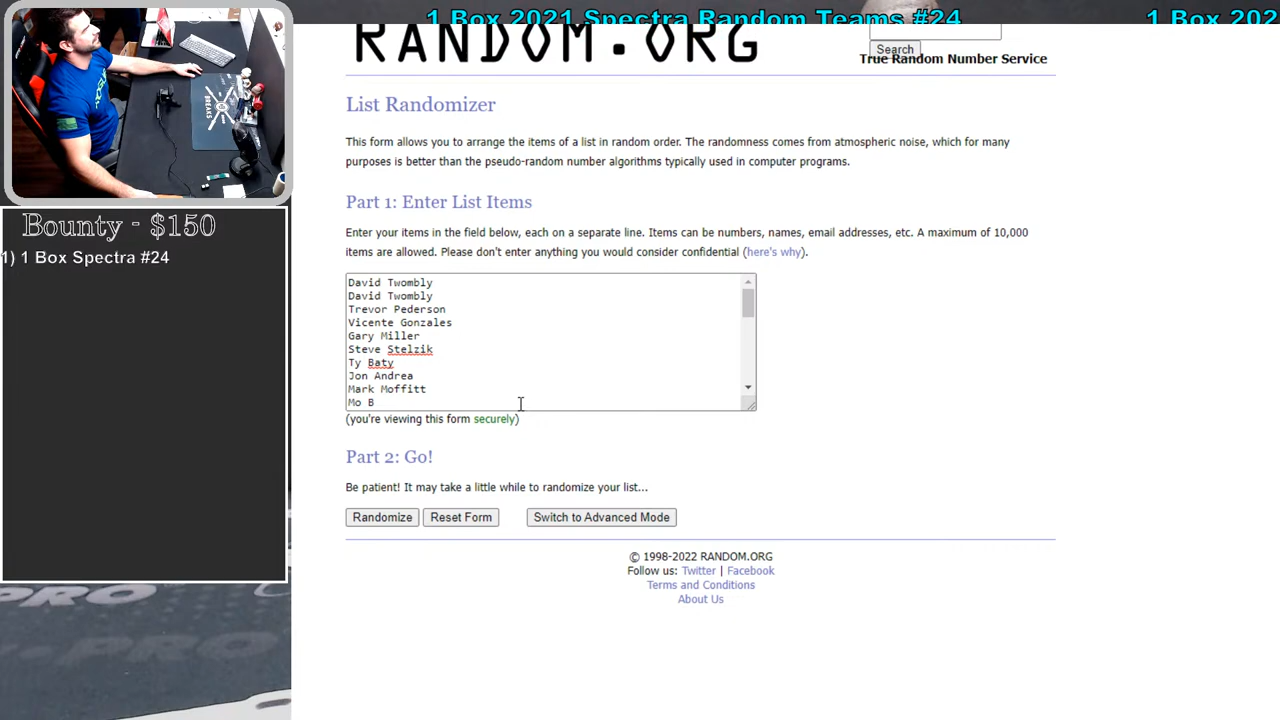 1 Box 2021 Spectra Random Teams #24
1 Box 202
RANDOM.ORG
Search
True Random Number Service
List Randomizer
This form allows you to arrange the items of a list in random order. The randomness comes from atmospheric noise, which for many
purposes is better than the pseudo-random number algorithms typically used in computer programs.
Part 1: Enter List Items
Enter your items in the field below, each on a separate line. Items can be numbers, names, email addresses, etc. A maximum of 10,000
items are allowed. Please don't enter anything you would consider confidential (here's why).
David Twombly
David Twombly
Trevor Pederson
Vicente Gonzales
Gary Miller
Steve Stelzik
Ty Baty
Jon Andrea
Mark Moffitt
Mo B
(you're viewing this form securely)
Part 2: Go!
Be patient! It may take a little while to randomize your list...
Randomize
Reset Form
Switch to Advanced Mode
© 1998-2022 RANDOM.ORG
Follow us: Twitter | Facebook
Terms and Conditions
About Us
BREAKS
Bounty - $150
1) 1 Box Spectra #24
PRO
PRO